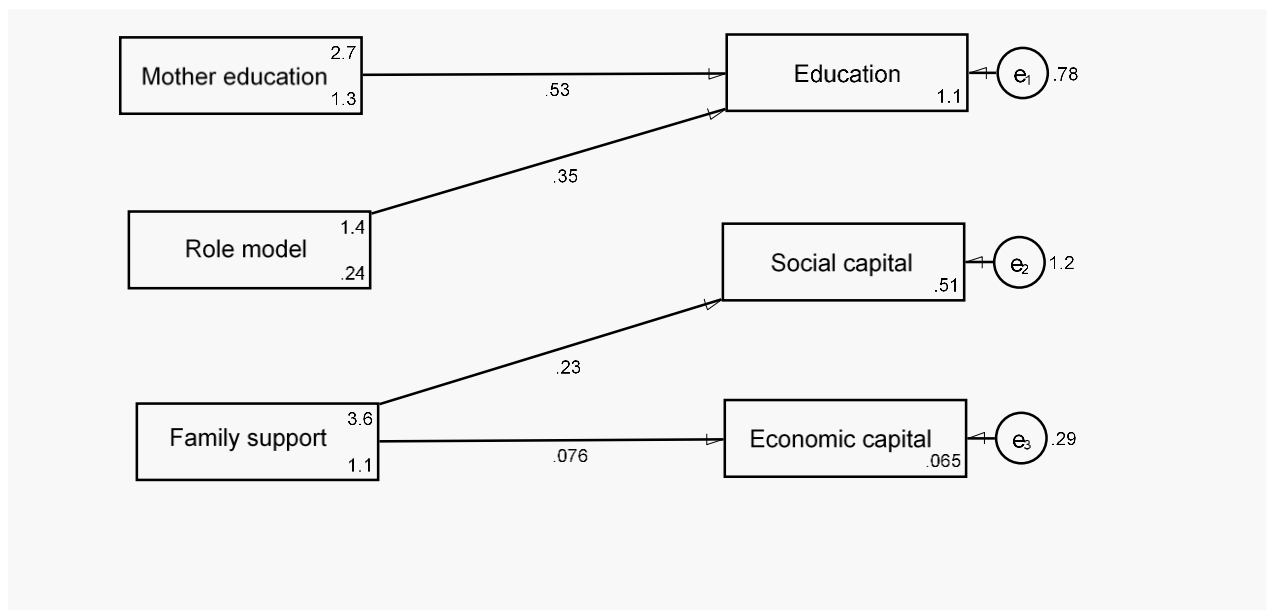 2.7
Mother education
1.3
.53
Education
1.1
e1
.78
.35
1.4
Role model
.24
Social capital
.51
e2
1.2
.23
3.6
Family support
1.1
.076
Economic capital
.065
e3
.29